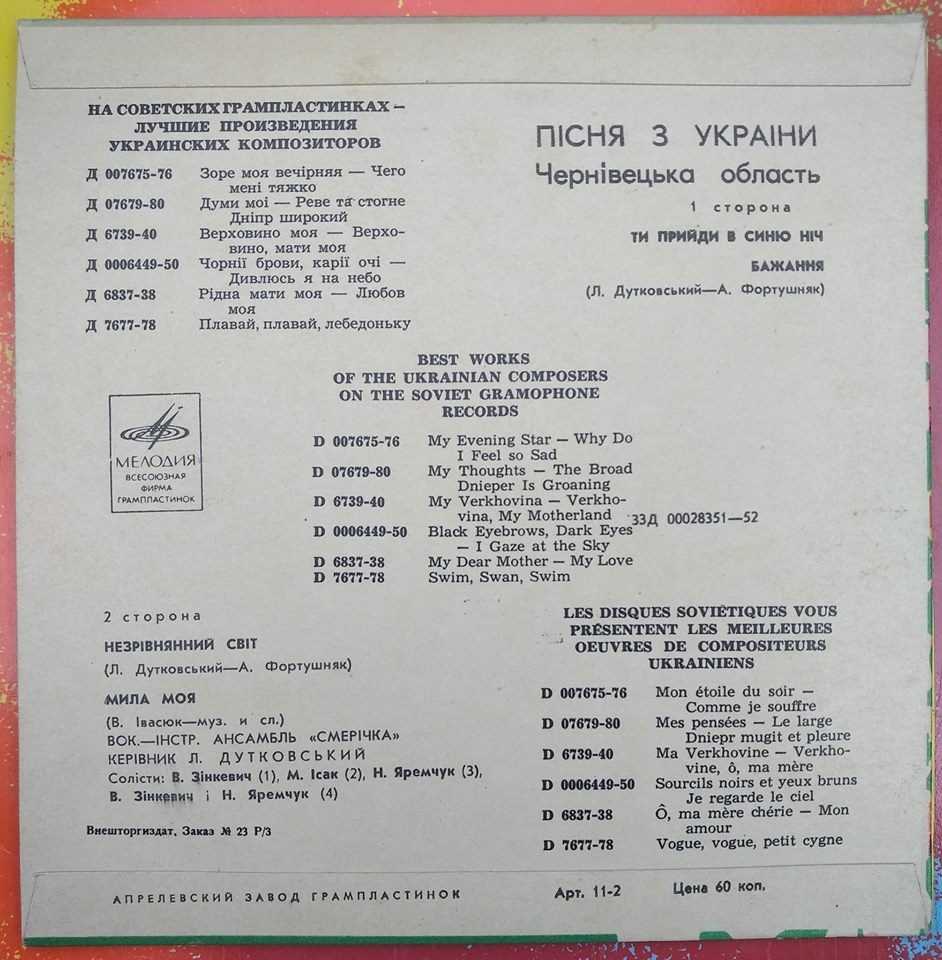 НА СОВЕТСКИХ ГРАМПЛАСТИНКАХ —
ЛУЧШИЕ ПРОИЗВЕДЕНИЯ
УКРАИНСКИХ КОМПОЗИТОРОВ
Д 007675-76 Зоре моя вечірняя — Чего
мені тяжко
Д 07679-80 Думи моі — Реве та стогне
Дніпр широкий
Д 6739-40 Верховино моя — Верхо-
вино, мати моя
Д 0006449-50 Чорнії брови, карії очі —
Дивлюсь я на небо
Д 6837-38 Рідна мати моя — Любов
моя
Д 7677-78 Плавай, плавай, лебедоньку
ПІСНЯ З УКРАІНИ
Чернівецька область
1 сторона
ТИ ПРИЙДИ В СИНЮ НІЧ
БАЖАННЯ
(Л. Дутковський—А. Фортушняк)
BEST WORKS
OF THE UKRAINIAN COMPOSERS
ON THE SOVIET GRAMOPHONE
RECORDS
D 007675-76 My Evening Star — Why Do
I Feel so Sad
D 07679-80 My Thoughts — The Broad
Dnieper Is Groaning
D 6739-40 My Verkhovina — Verkho-
vina, My Motherland
D 0006449-50 Black Eyebrows, Dark Eyes
— I Gaze at the Sky
D 6837-38 My Dear Mother — My Love
D 7677-78 Swim, Swan, Swim
33Д 00028351—52
МЕЛОДИЯ
ВСЕСОЮЗНАЯ
ФИРМА
ГРАМПЛАСТИНОК
2 сторона
НЕЗРІВНЯННИЙ СВІТ
(Л. Дутковський—А. Фортушняк)
МИЛА МОЯ
(В. Івасюк—муз. и сл.)
ВОК.—ІНСТР. АНСАМБЛЬ «СМЕРІЧКА»
КЕРІВНИК Л. ДУТКОВСЬКИЙ
Солісти: В. Зінкевич (1), М. Ісак (2), Н. Яремчук (3),
В. Зінкевич і Н. Яремчук (4)
Внешторгиздат. Заказ № 23 Р/3
LES DISQUES SOVIÉTIQUES VOUS
PRÉSENTENT LES MEILLEURES
OEUVRES DE COMPOSITEURS
UKRAINIENS
D 007675-76 Mon étoile du soir —
Comme je souffre
D 07679-80 Mes pensées — Le large
Dniepr mugit et pleure
D 6739-40 Ma Verkhovine — Verkho-
vine, ô, ma mère
D 0006449-50 Sourcils noirs et yeux bruns
Je regarde le ciel
D 6837-38 Ô, ma mère chérie — Mon
amour
D 7677-78 Vogue, vogue, petit cygne
АПРЕЛЕВСКИЙ ЗАВОД ГРАМПЛАСТИНОК
Арт. 11-2
Цена 60 коп.